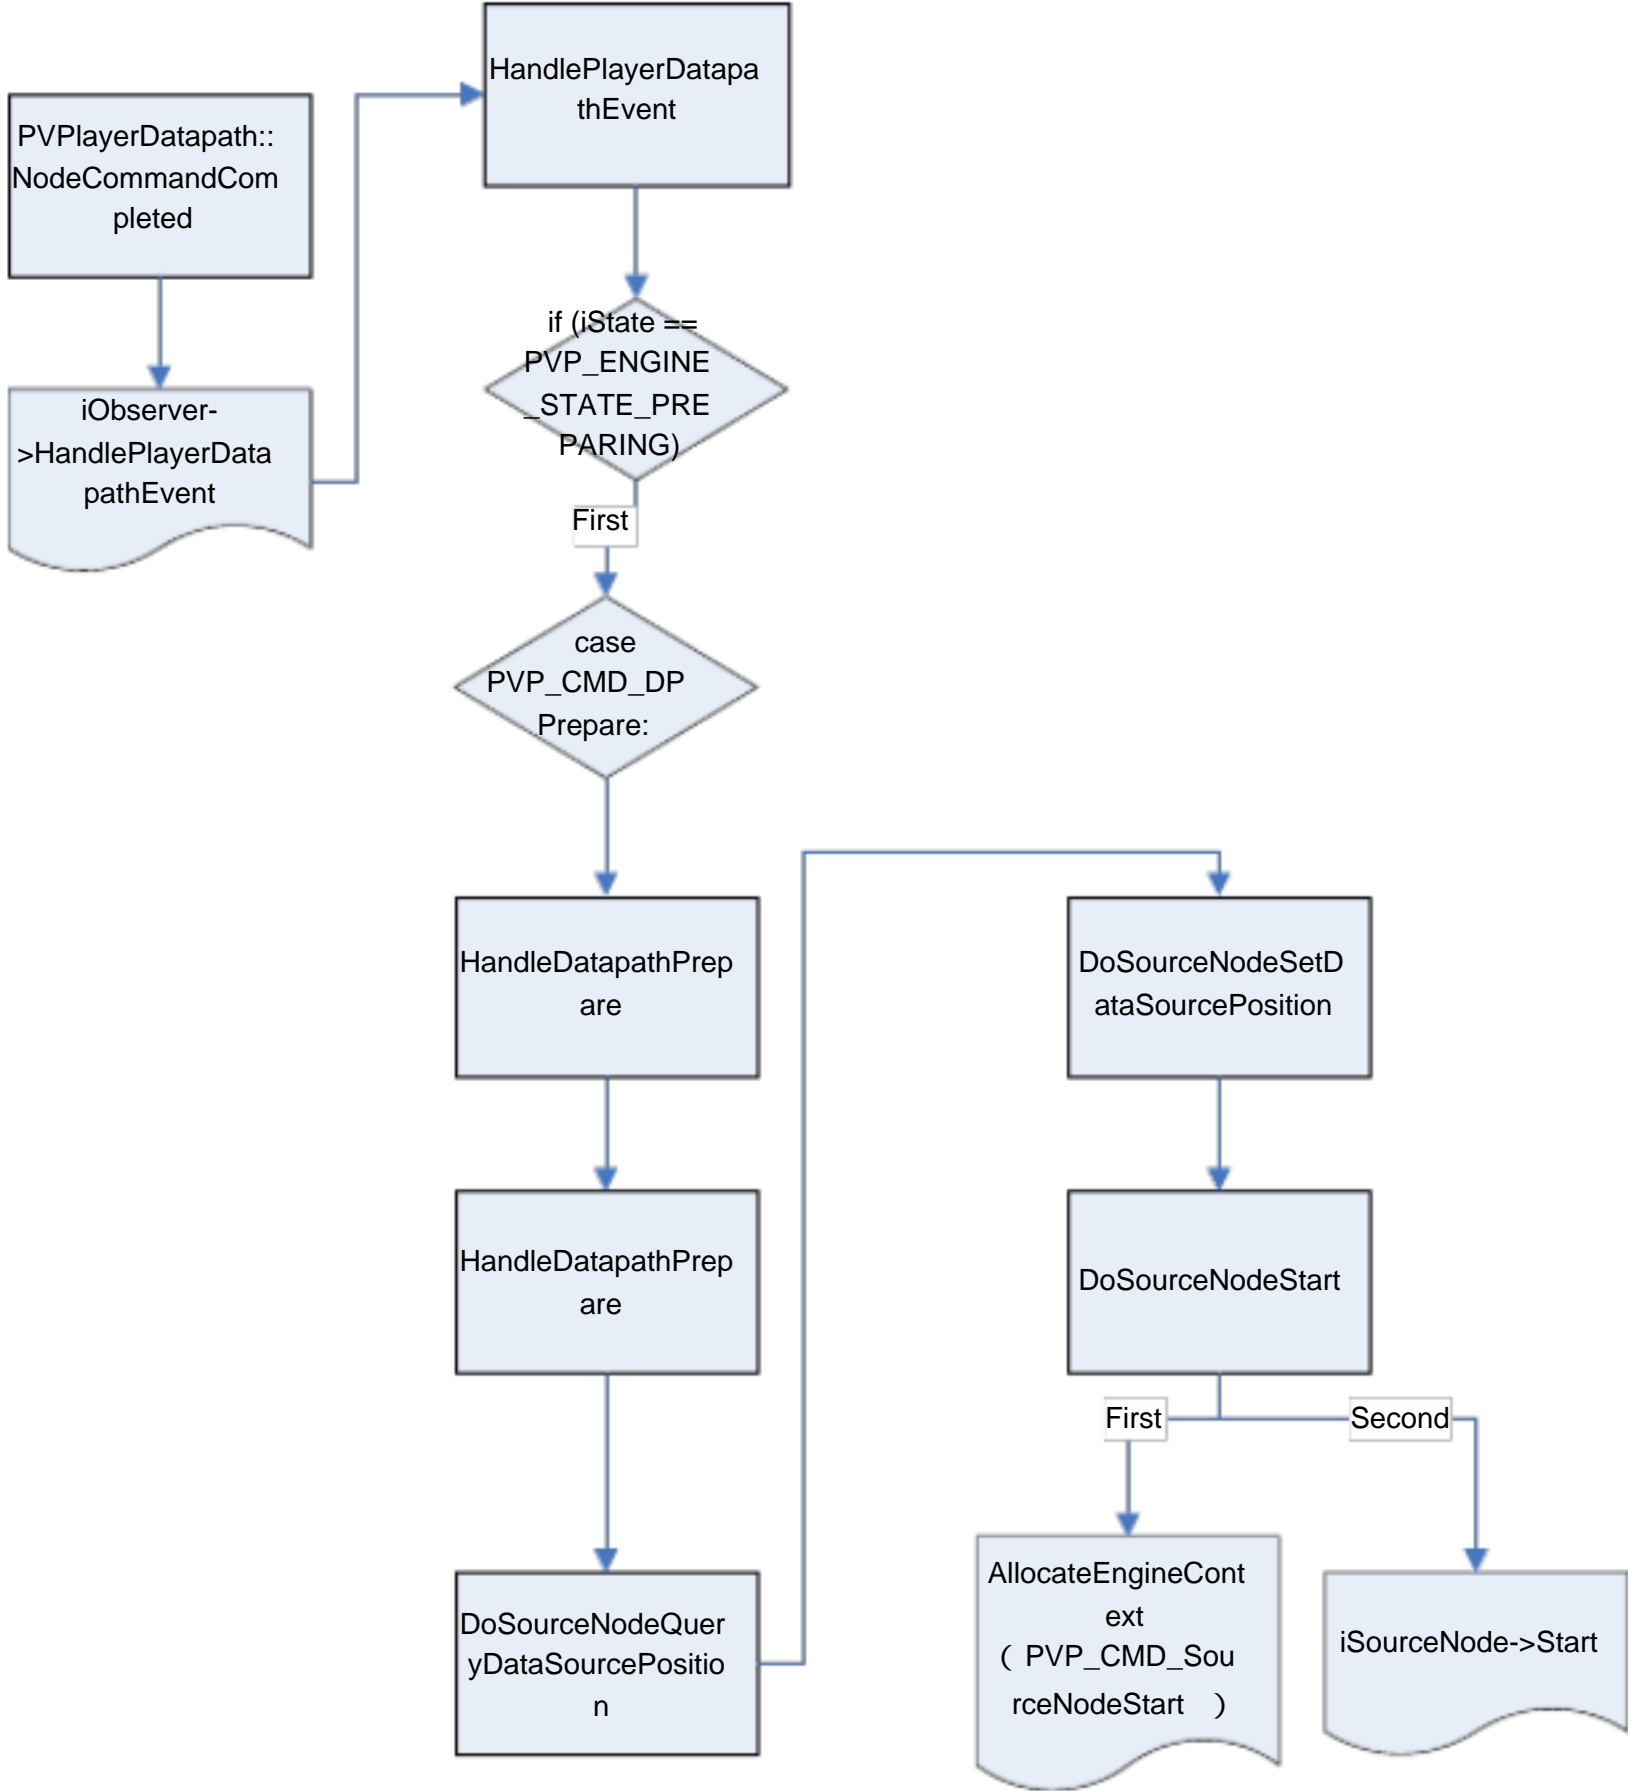 HandlePlayerDatapa
thEvent
PVPlayerDatapath::
NodeCommandCom
pleted
if (iState ==
PVP_ENGINE
_STATE_PRE
PARING)
iObserver-
>HandlePlayerData
pathEvent
First
case
PVP_CMD_DP
Prepare:
HandleDatapathPrep
are
DoSourceNodeSetD
ataSourcePosition
HandleDatapathPrep
are
DoSourceNodeStart
First
Second
DoSourceNodeQuer
yDataSourcePositio
n
AllocateEngineCont
ext
（ PVP_CMD_Sou
rceNodeStart ）
iSourceNode->Start